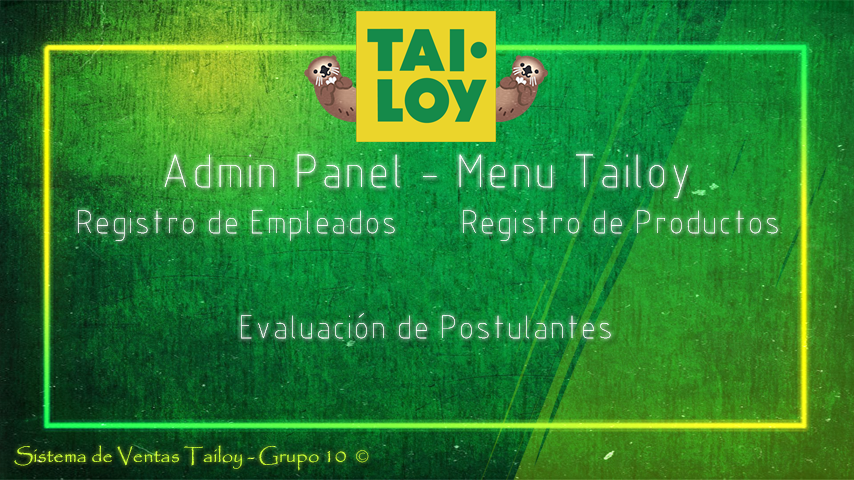 TAI•
LOY
Admin Panel - Menu Tailoy
Registro de Empleados Registro de Productos
Evaluación de Postulantes
Sistema de Ventas Tailoy - Grupo 10 ©